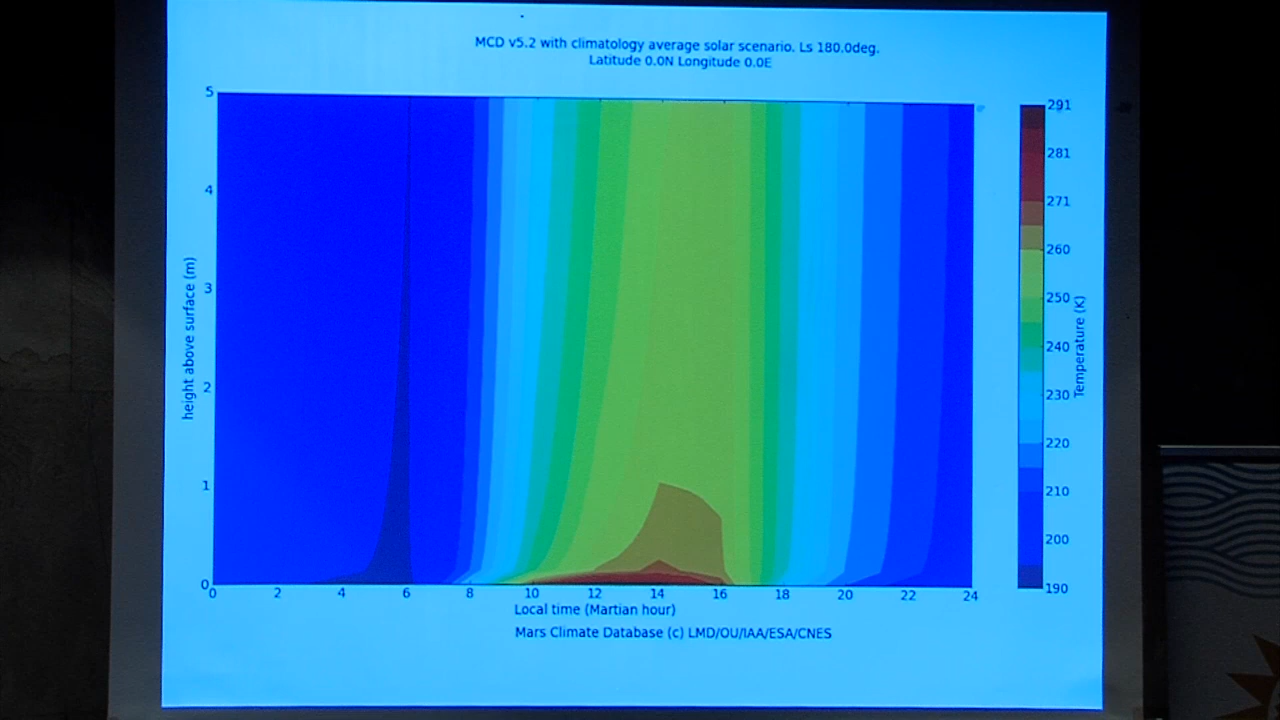 MCD v5.2 with climatology average solar scenario. Ls 180.0deg.
Latitude 0.0N Longitude 0.0E
5
4
3
2
1
0
height above surface (m)
0 2 4 6 8 10 12 14 16 18 20 22 24
Local time (Martian hour)
Mars Climate Database (c) LMD/OU/IAA/ESA/CNES
291
281
271
260
250
240
230
220
210
200
190
Temperature (K)